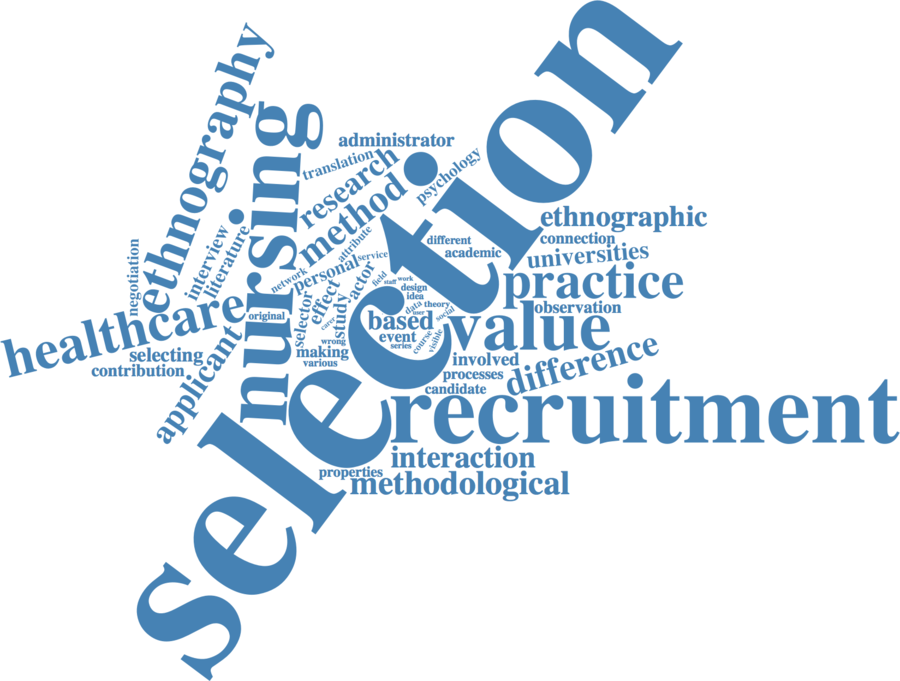 selection
recruitment
nursing
ethnography
healthcare
value
practice
method
research
difference
applicant
methodological
interaction
ethnographic
administrator
translation
psychology
universities
connection
observation
different
academic
interview
literature
negotiation
selecting
contribution
original
network
personal
attribute
service
actor
effect
selector
study
career
wrong
making
various
field
staff
work
design
idea
data
theory
user
social
based
event
series
course
visible
involved
processes
candidate
properties